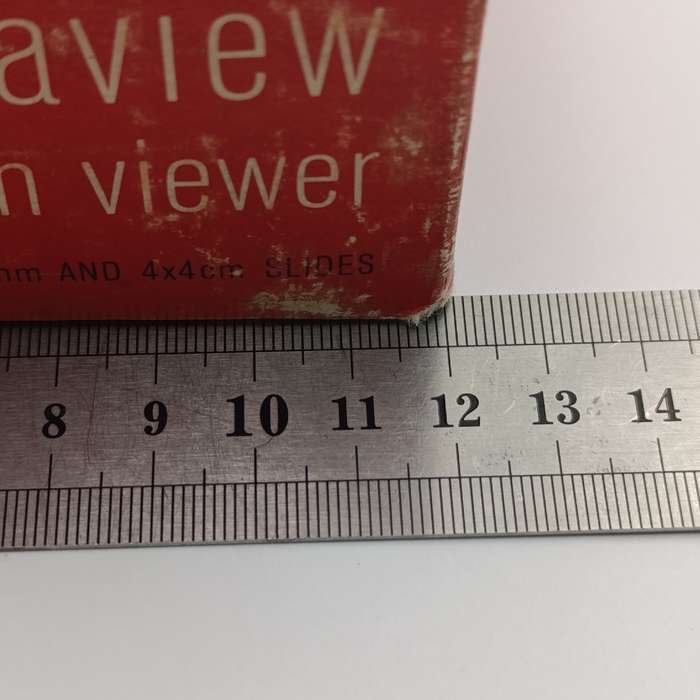 aview
n viewer
mm AND 4x4cm SLIDES
8 9 10 11 12 13 14